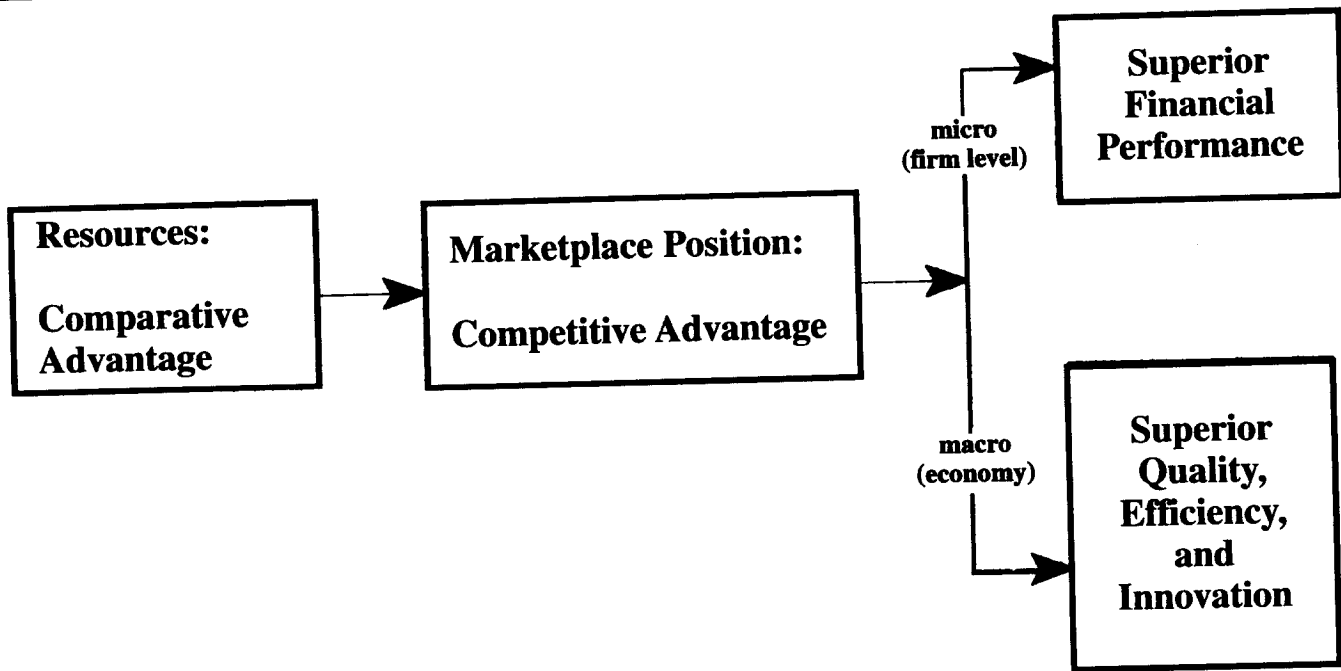 Resources:
Comparative
Advantage
Marketplace Position:
Competitive Advantage
micro
(firm level)
macro
(economy)
Superior
Financial
Performance
Superior
Quality,
Efficiency,
and
Innovation